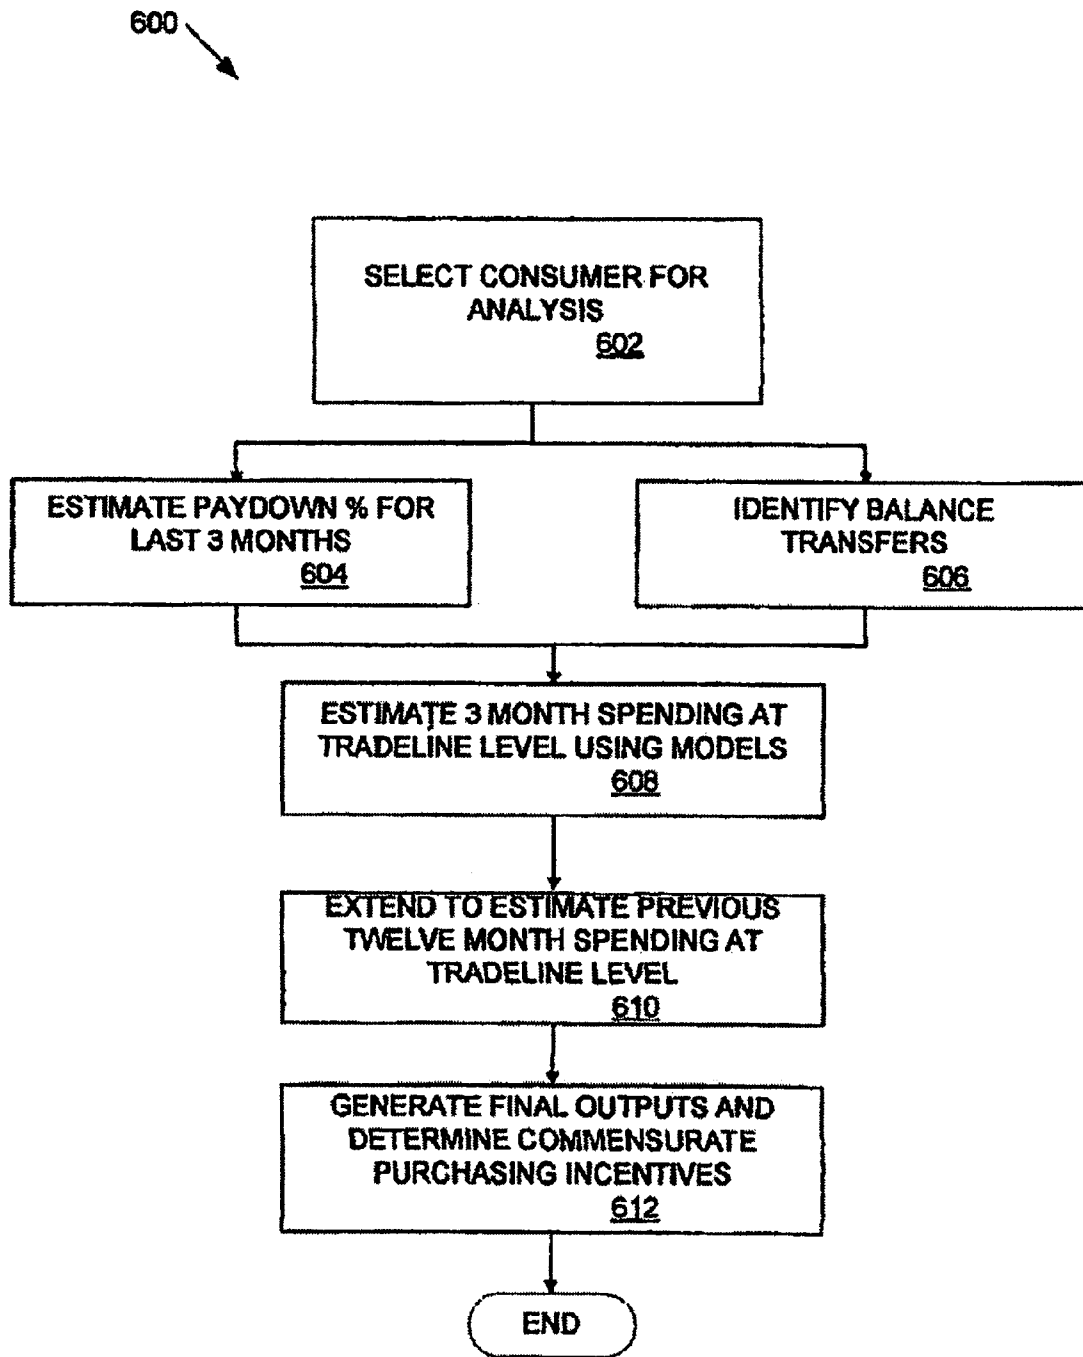 600
SELECT CONSUMER FOR
ANALYSIS
602
ESTIMATE PAYDOWN % FOR
LAST 3 MONTHS
604
IDENTIFY BALANCE
TRANSFERS
606
ESTIMATE 3 MONTH SPENDING AT
TRADELINE LEVEL USING MODELS
608
EXTEND TO ESTIMATE PREVIOUS
TWELVE MONTH SPENDING AT
TRADELINE LEVEL
610
GENERATE FINAL OUTPUTS AND
DETERMINE COMMENSURATE
PURCHASING INCENTIVES
612
END